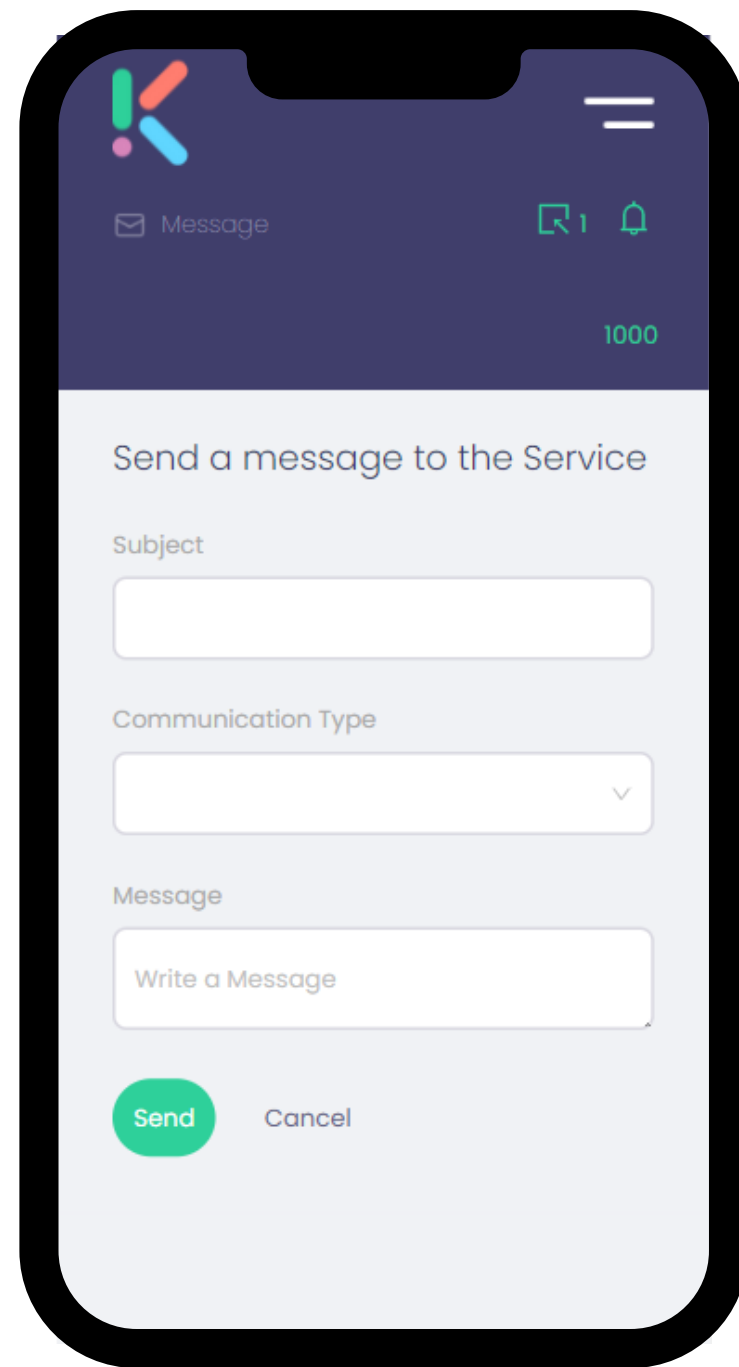 Message
1
1000
Send a message to the Service
Subject
Communication Type
Message
Write a Message
Send
Cancel